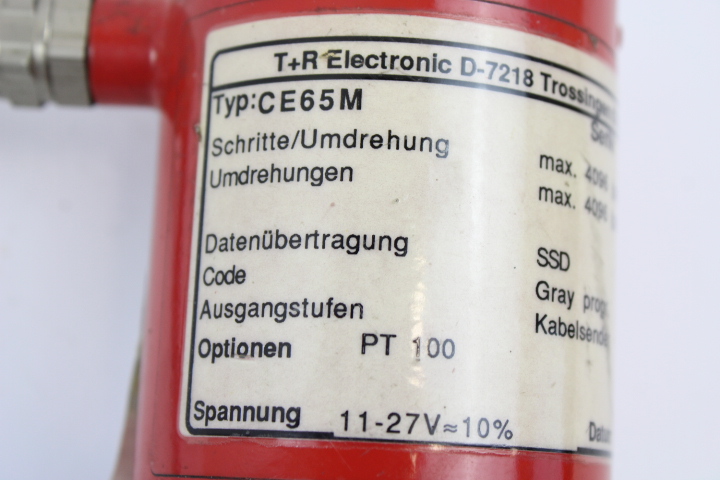 T+R Electronic D-7218 Trossingen
Typ:CE65M
Schritte/Umdrehung max. 4096
Umdrehungen max. 4096
Datenübertragung SSD
Code Gray
Ausgangstufen
Optionen PT 100
Spannung 11-27V≈10%